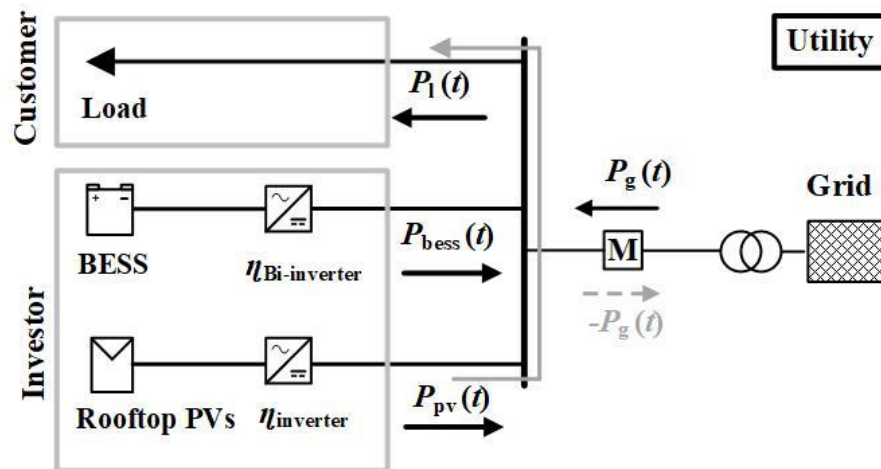 Customer
Load
P_l(t)
Utility
Investor
+ −
BESS
η_Bi-inverter
P_bess(t)
P_g(t)
M
-P_g(t)
Grid
Rooftop PVs
η_inverter
P_pv(t)